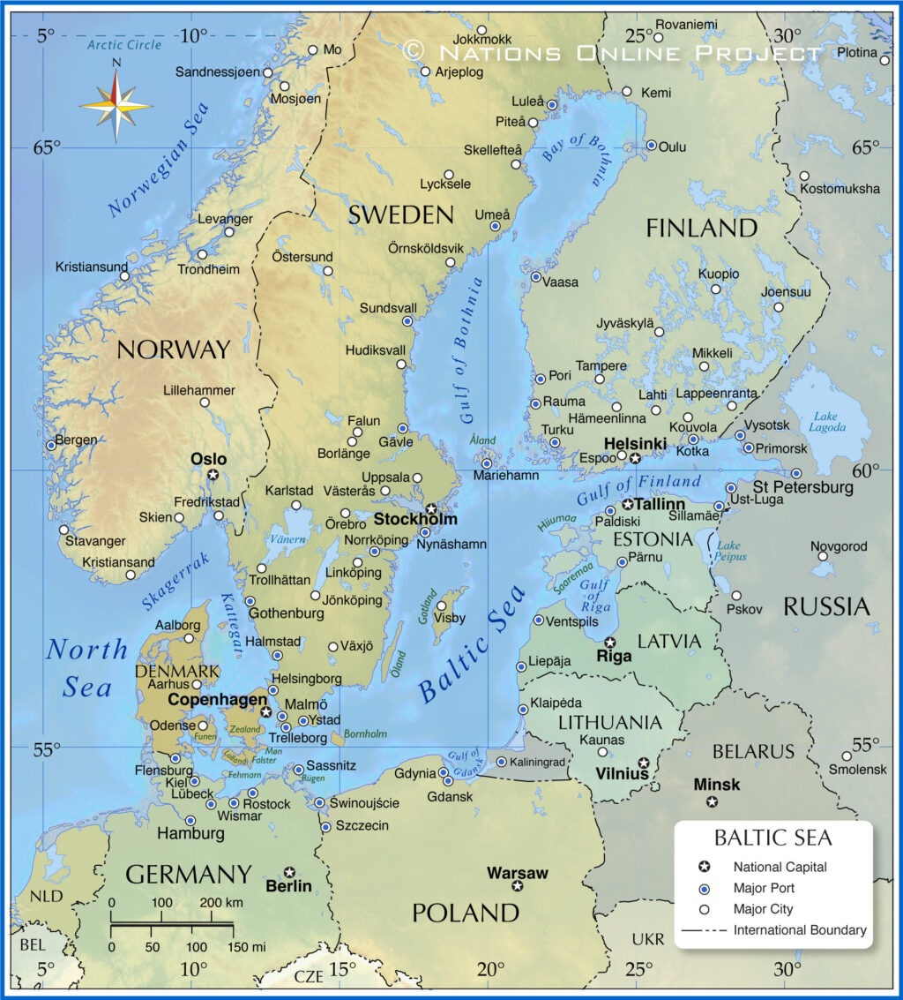 5°
Arctic Circle
10°
Jokkmokk
25°
Rovaniemi
30°
Plotina
© Nations Online Project
N
Mo
Sandnessjøen
Mosjøen
Arjeplog
Luleå
Kemi
Piteå
Bay of Bothnia
65°
Oulu
65°
Norwegian Sea
Skellefteå
Lycksele
Kostomuksha
SWEDEN
Umeå
FINLAND
Levanger
Trondheim
Kristiansund
Östersund
Örnsköldsvik
Vaasa
Kuopio
Joensuu
Sundsvall
Gulf of Bothnia
Jyväskylä
NORWAY
Hudiksvall
Mikkeli
Tampere
Pori
Lillehammer
Rauma
Lahti
Lappeenranta
Hämeenlinna
Lake
Lagoda
Falun
Gävle
Borlänge
Åland
Turku
Kouvola
Vysotsk
Bergen
Helsinki
Kotka
Primorsk
Oslo
Espoo
Mariehamn
60°
Uppsala
Gulf of Finland
St Petersburg
Karlstad
Västerås
Ust-Luga
Fredrikstad
Tallinn
Sillamäe
Skien
Örebro
Stockholm
Paldiski
Hiiumaa
Vänern
Norrköping
Nynäshamn
ESTONIA
Stavanger
Lake
Peipus
Novgorod
Kristiansand
Linköping
Pärnu
Trollhättan
Saaremaa
Skagerrak
Gulf
of
Riga
Jönköping
Gotland
Pskov
RUSSIA
Kattegat
Gothenburg
Visby
Ventspils
Aalborg
Baltic Sea
LATVIA
North
Sea
Halmstad
Växjö
Riga
Öland
Liepāja
DENMARK
Aarhus
Helsingborg
Copenhagen
Malmö
Klaipėda
Ystad
LITHUANIA
Odense
Funen
Zealand
Trelleborg
Bornholm
Kaunas
55°
Lolland
Møn
Falster
BELARUS
55°
Flensburg
Fehmarn
Sassnitz
Rügen
Gulf of
Gdańsk
Kaliningrad
Smolensk
Kiel
Gdynia
Vilnius
Lübeck
Gdansk
Minsk
Wismar
Rostock
Świnoujście
Hamburg
Szczecin
BALTIC SEA
National Capital
Major Port
Major City
International Boundary
GERMANY
Berlin
Warsaw
NLD
0 100 200 km
0 50 100 150 mi
POLAND
BEL
UKR
CZE
5°
10°
15°
20°
25°
30°